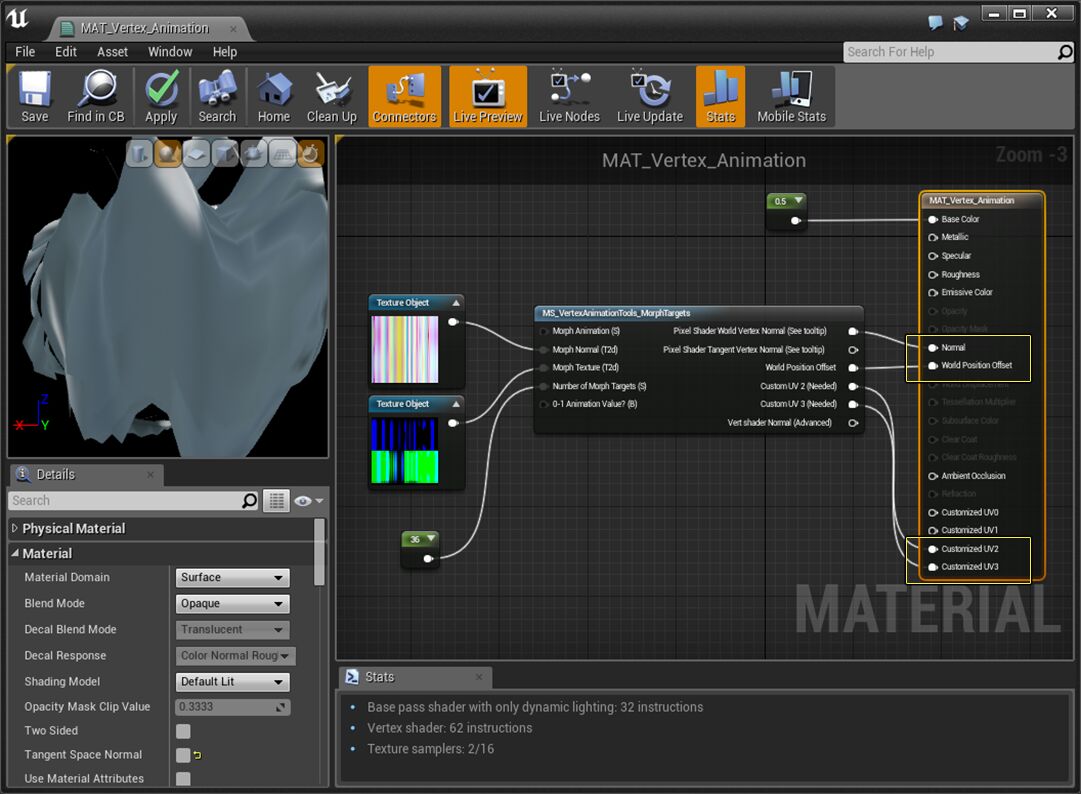 MAT_Vertex_Animation
File Edit Asset Window Help
Search For Help
Save Find in CB Apply Search Home Clean Up Connectors Live Preview Live Nodes Live Update Stats Mobile Stats
MAT_Vertex_Animation
Zoom -3
0.5
MAT_Vertex_Animation
Base Color
Metallic
Specular
Roughness
Emissive Color
Opacity
Opacity Mask
Normal
World Position Offset
World Displacement
Tessellation Multiplier
Subsurface Color
Clear Coat
Clear Coat Roughness
Ambient Occlusion
Refraction
Customized UV0
Customized UV1
Customized UV2
Customized UV3
Texture Object
Texture Object
36
MS_VertexAnimationTools_MorphTargets
Morph Animation (S) Pixel Shader World Vertex Normal (See tooltip)
Morph Normal (T2d) Pixel Shader Tangent Vertex Normal (See tooltip)
Morph Texture (T2d) World Position Offset
Number of Morph Targets (S) Custom UV 2 (Needed)
0-1 Animation Value? (B) Custom UV 3 (Needed)
Vert shader Normal (Advanced)
MATERIAL
Z
X
Y
Details
Search
Physical Material
Material
Material Domain Surface
Blend Mode Opaque
Decal Blend Mode Translucent
Decal Response Color Normal Roug
Shading Model Default Lit
Opacity Mask Clip Value 0.3333
Two Sided
Tangent Space Normal
Use Material Attributes
Stats
• Base pass shader with only dynamic lighting: 32 instructions
• Vertex shader: 62 instructions
• Texture samplers: 2/16